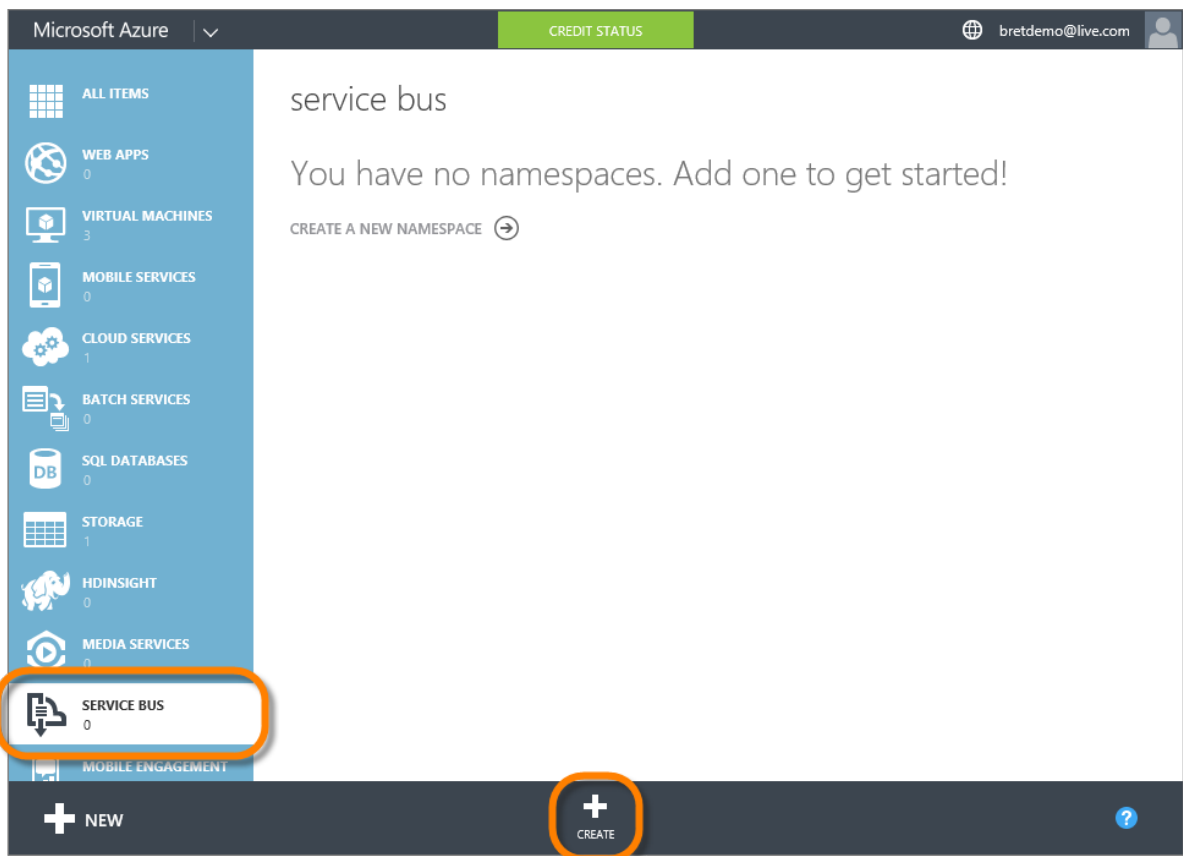 Microsoft Azure
CREDIT STATUS
bretdemo@live.com
ALL ITEMS
WEB APPS
0
VIRTUAL MACHINES
3
MOBILE SERVICES
0
CLOUD SERVICES
1
BATCH SERVICES
0
SQL DATABASES
0
DB
STORAGE
1
HDINSIGHT
0
MEDIA SERVICES
0
SERVICE BUS
0
MOBILE ENGAGEMENT
service bus
You have no namespaces. Add one to get started!
CREATE A NEW NAMESPACE
NEW
CREATE
?